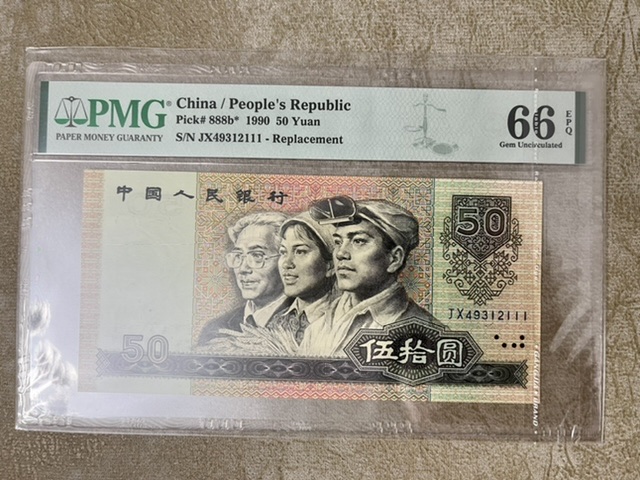 PMG
PAPER MONEY GUARANTY
China / People's Republic
Pick# 888b* 1990 50 Yuan
S/N JX49312111 - Replacement
66 EPQ
Gem Uncirculated
中国人民银行
50
JX49312111
50
伍拾圆